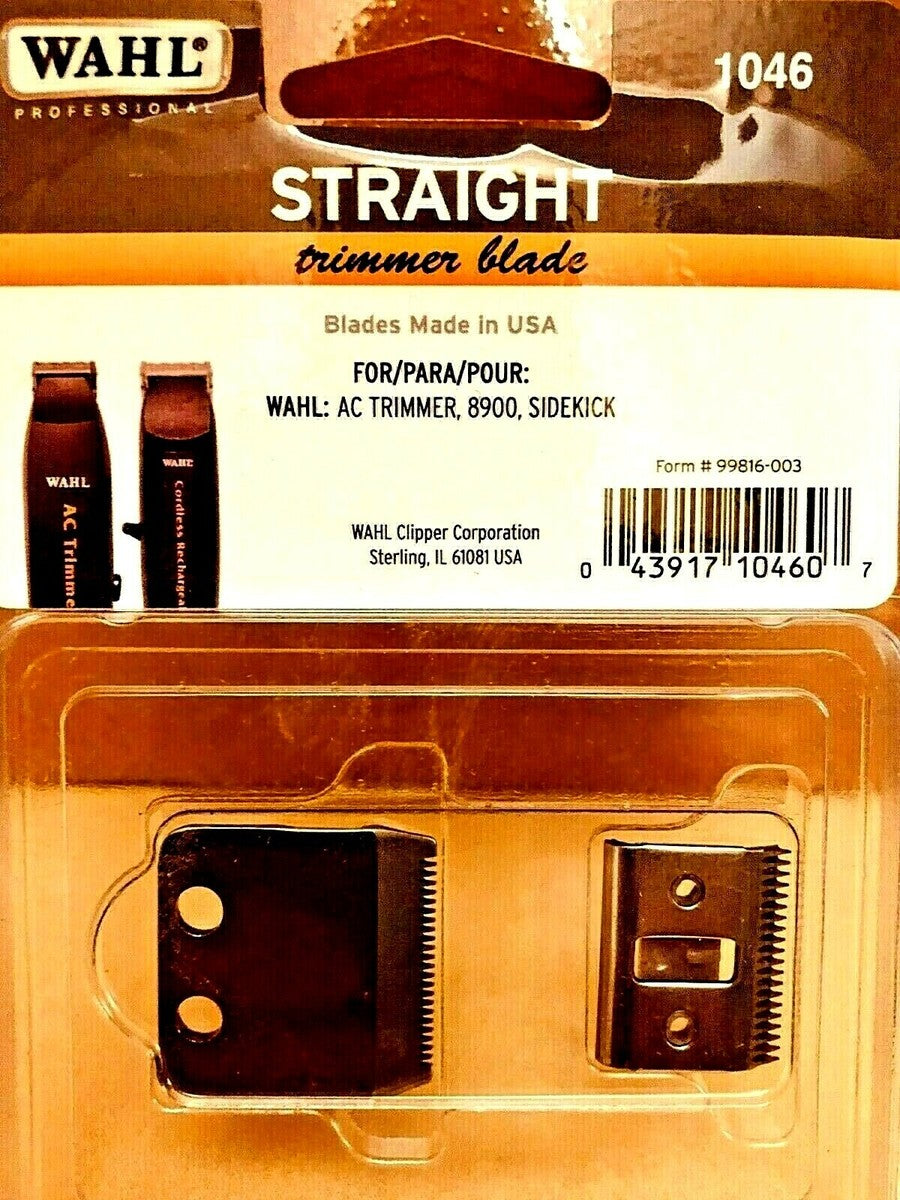 WAHL®
PROFESSIONAL
1046
STRAIGHT
trimmer blade
Blades Made in USA
FOR/PARA/POUR:
WAHL: AC TRIMMER, 8900, SIDEKICK
WAHL
AC Trimme
WAHL
Cordless Rechargea
Form # 99816-003
WAHL Clipper Corporation
Sterling, IL 61081 USA
0 43917 10460 7